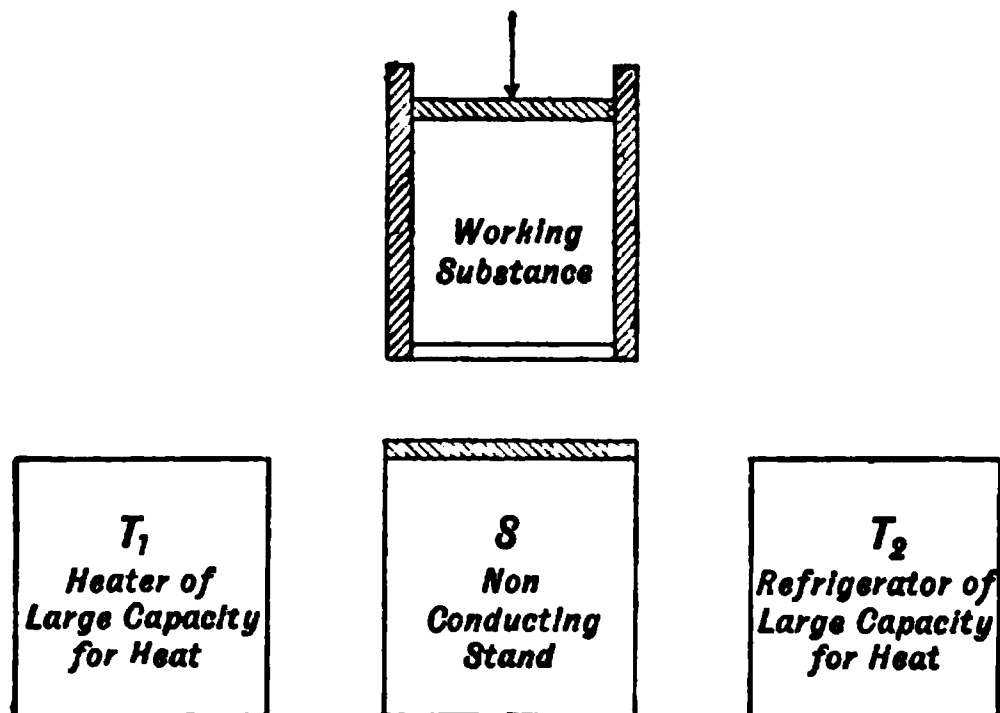 Working
Substance
T1
Heater of
Large Capacity
for Heat
S
Non
Conducting
Stand
T2
Refrigerator of
Large Capacity
for Heat